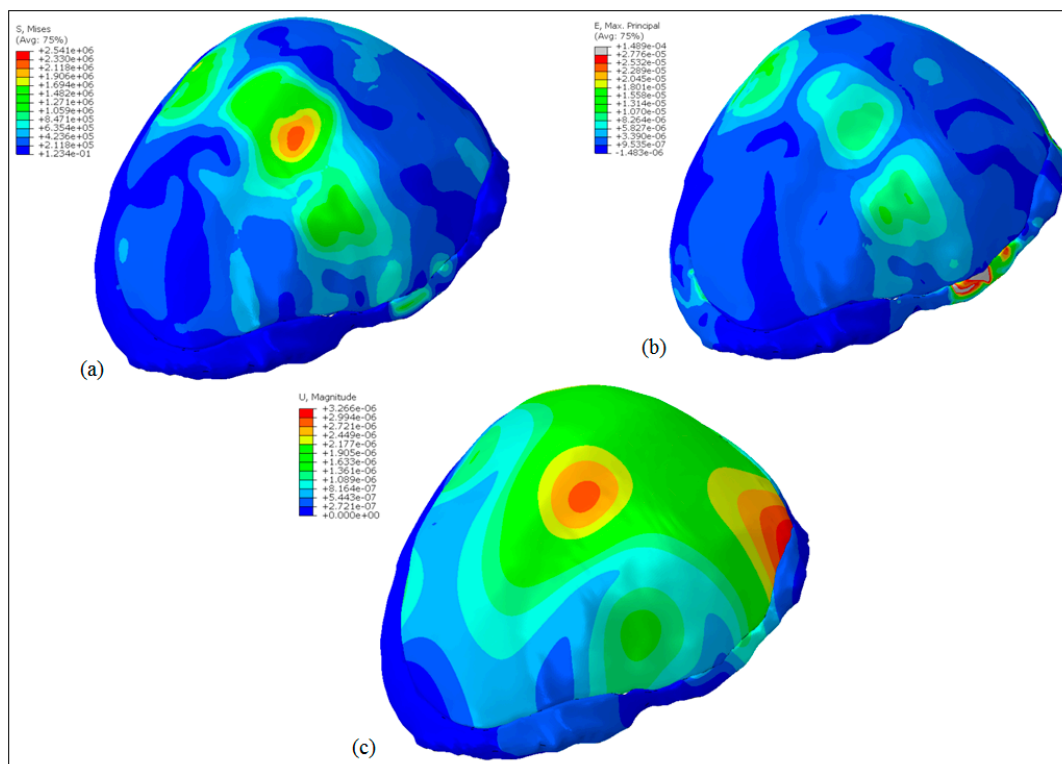 S, Mises
(Avg: 75%)
+2.541e+06
+2.330e+06
+2.118e+06
+1.906e+06
+1.694e+06
+1.482e+06
+1.271e+06
+1.059e+06
+8.471e+05
+6.354e+05
+4.236e+05
+2.118e+05
+1.234e-01
(a)
E, Max. Principal
(Avg: 75%)
+1.489e-04
+2.776e-05
+2.532e-05
+2.289e-05
+2.045e-05
+1.801e-05
+1.558e-05
+1.314e-05
+1.070e-05
+8.264e-06
+5.827e-06
+3.390e-06
+9.535e-07
-1.483e-06
(b)
U, Magnitude
+3.266e-06
+2.994e-06
+2.721e-06
+2.449e-06
+2.177e-06
+1.905e-06
+1.633e-06
+1.361e-06
+1.089e-06
+8.164e-07
+5.443e-07
+2.721e-07
+0.000e+00
(c)